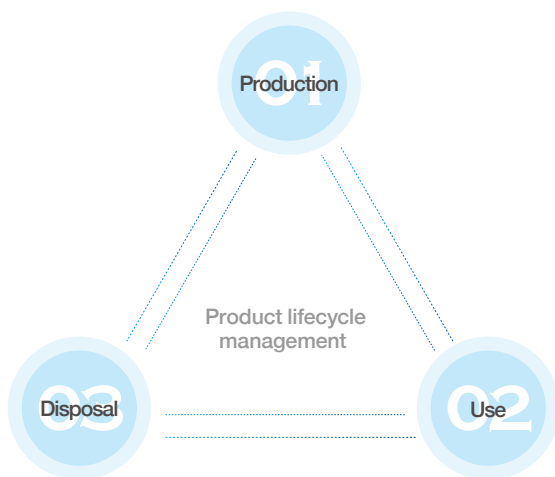 01
Production
Product lifecycle
management
03
Disposal
02
Use